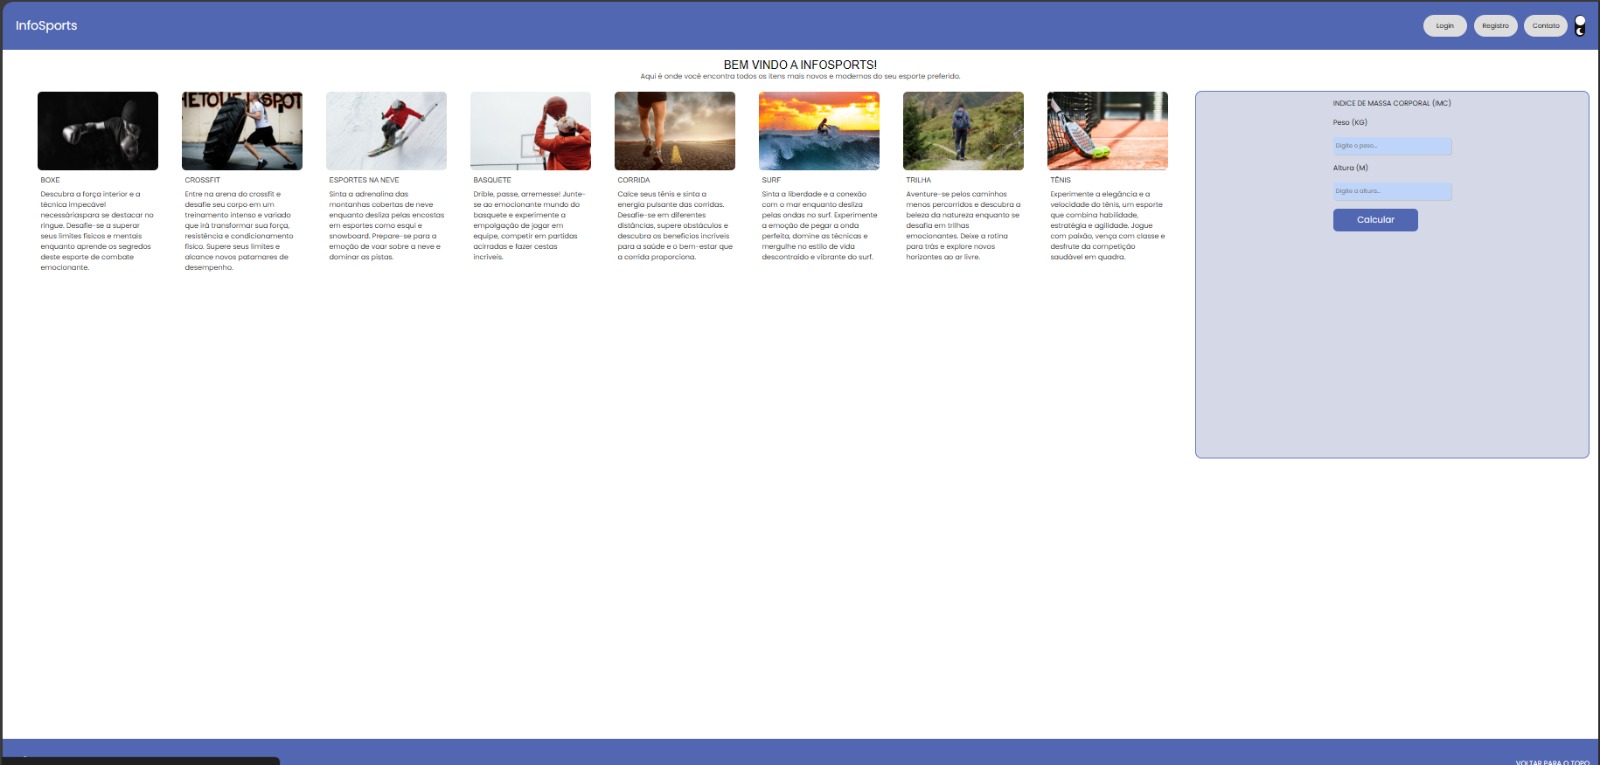 InfoSports
Login
Registro
Contato
BEM VINDO A INFOSPORTS!
Aqui é onde você encontra todos os itens mais novos e modernos do seu esporte preferido.
HETOUR SPOT
BOXE
Descubra a força interior e a
técnica impecável
necessáriaspara se destacar no
ringue. Desafie-se a superar
seus limites físicos e mentais
enquanto aprende os segredos
deste esporte de combate
emocionante.
CROSSFIT
Entre na arena do crossfit e
desafie seu corpo em um
treinamento intenso e variado
que irá transformar sua força,
resistência e condicionamento
físico. Supere seus limites e
alcance novos patamares de
desempenho.
ESPORTES NA NEVE
Sinta a adrenalina das
montanhas cobertas de neve
enquanto desliza pelas encostas
em esportes como esqui e
snowboard. Prepare-se para a
emoção de voar sobre a neve e
dominar as pistas.
BASQUETE
Drible, passe, arremesse! Junte-
se ao emocionante mundo do
basquete e experimente a
empolgação de jogar em
equipe, competir em partidas
acirradas e fazer cestas
incríveis.
CORRIDA
Calce seus tênis e sinta a
energia pulsante das corridas.
Desafie-se em diferentes
distâncias, supere obstáculos e
descubra os benefícios incríveis
para a saúde e o bem-estar que
a corrida proporciona.
SURF
Sinta a liberdade e a conexão
com o mar enquanto desliza
pelas ondas no surf. Experimente
a emoção de pegar a onda
perfeita, domine as técnicas e
mergulhe no estilo de vida
descontraído e vibrante do surf.
TRILHA
Aventure-se pelos caminhos
menos percorridos e descubra a
beleza da natureza enquanto se
desafia em trilhas
emocionantes. Deixe a rotina
para trás e explore novos
horizontes ao ar livre.
TÊNIS
Experimente a elegância e a
velocidade do tênis, um esporte
que combina habilidade,
estratégia e agilidade. Jogue
com paixão, vença com classe e
desfrute da competição
saudável em quadra.
INDICE DE MASSA CORPORAL (IMC)
Peso (KG)
Digite o peso...
Altura (M)
Digite a altura...
Calcular
VOLTAR PARA O TOPO